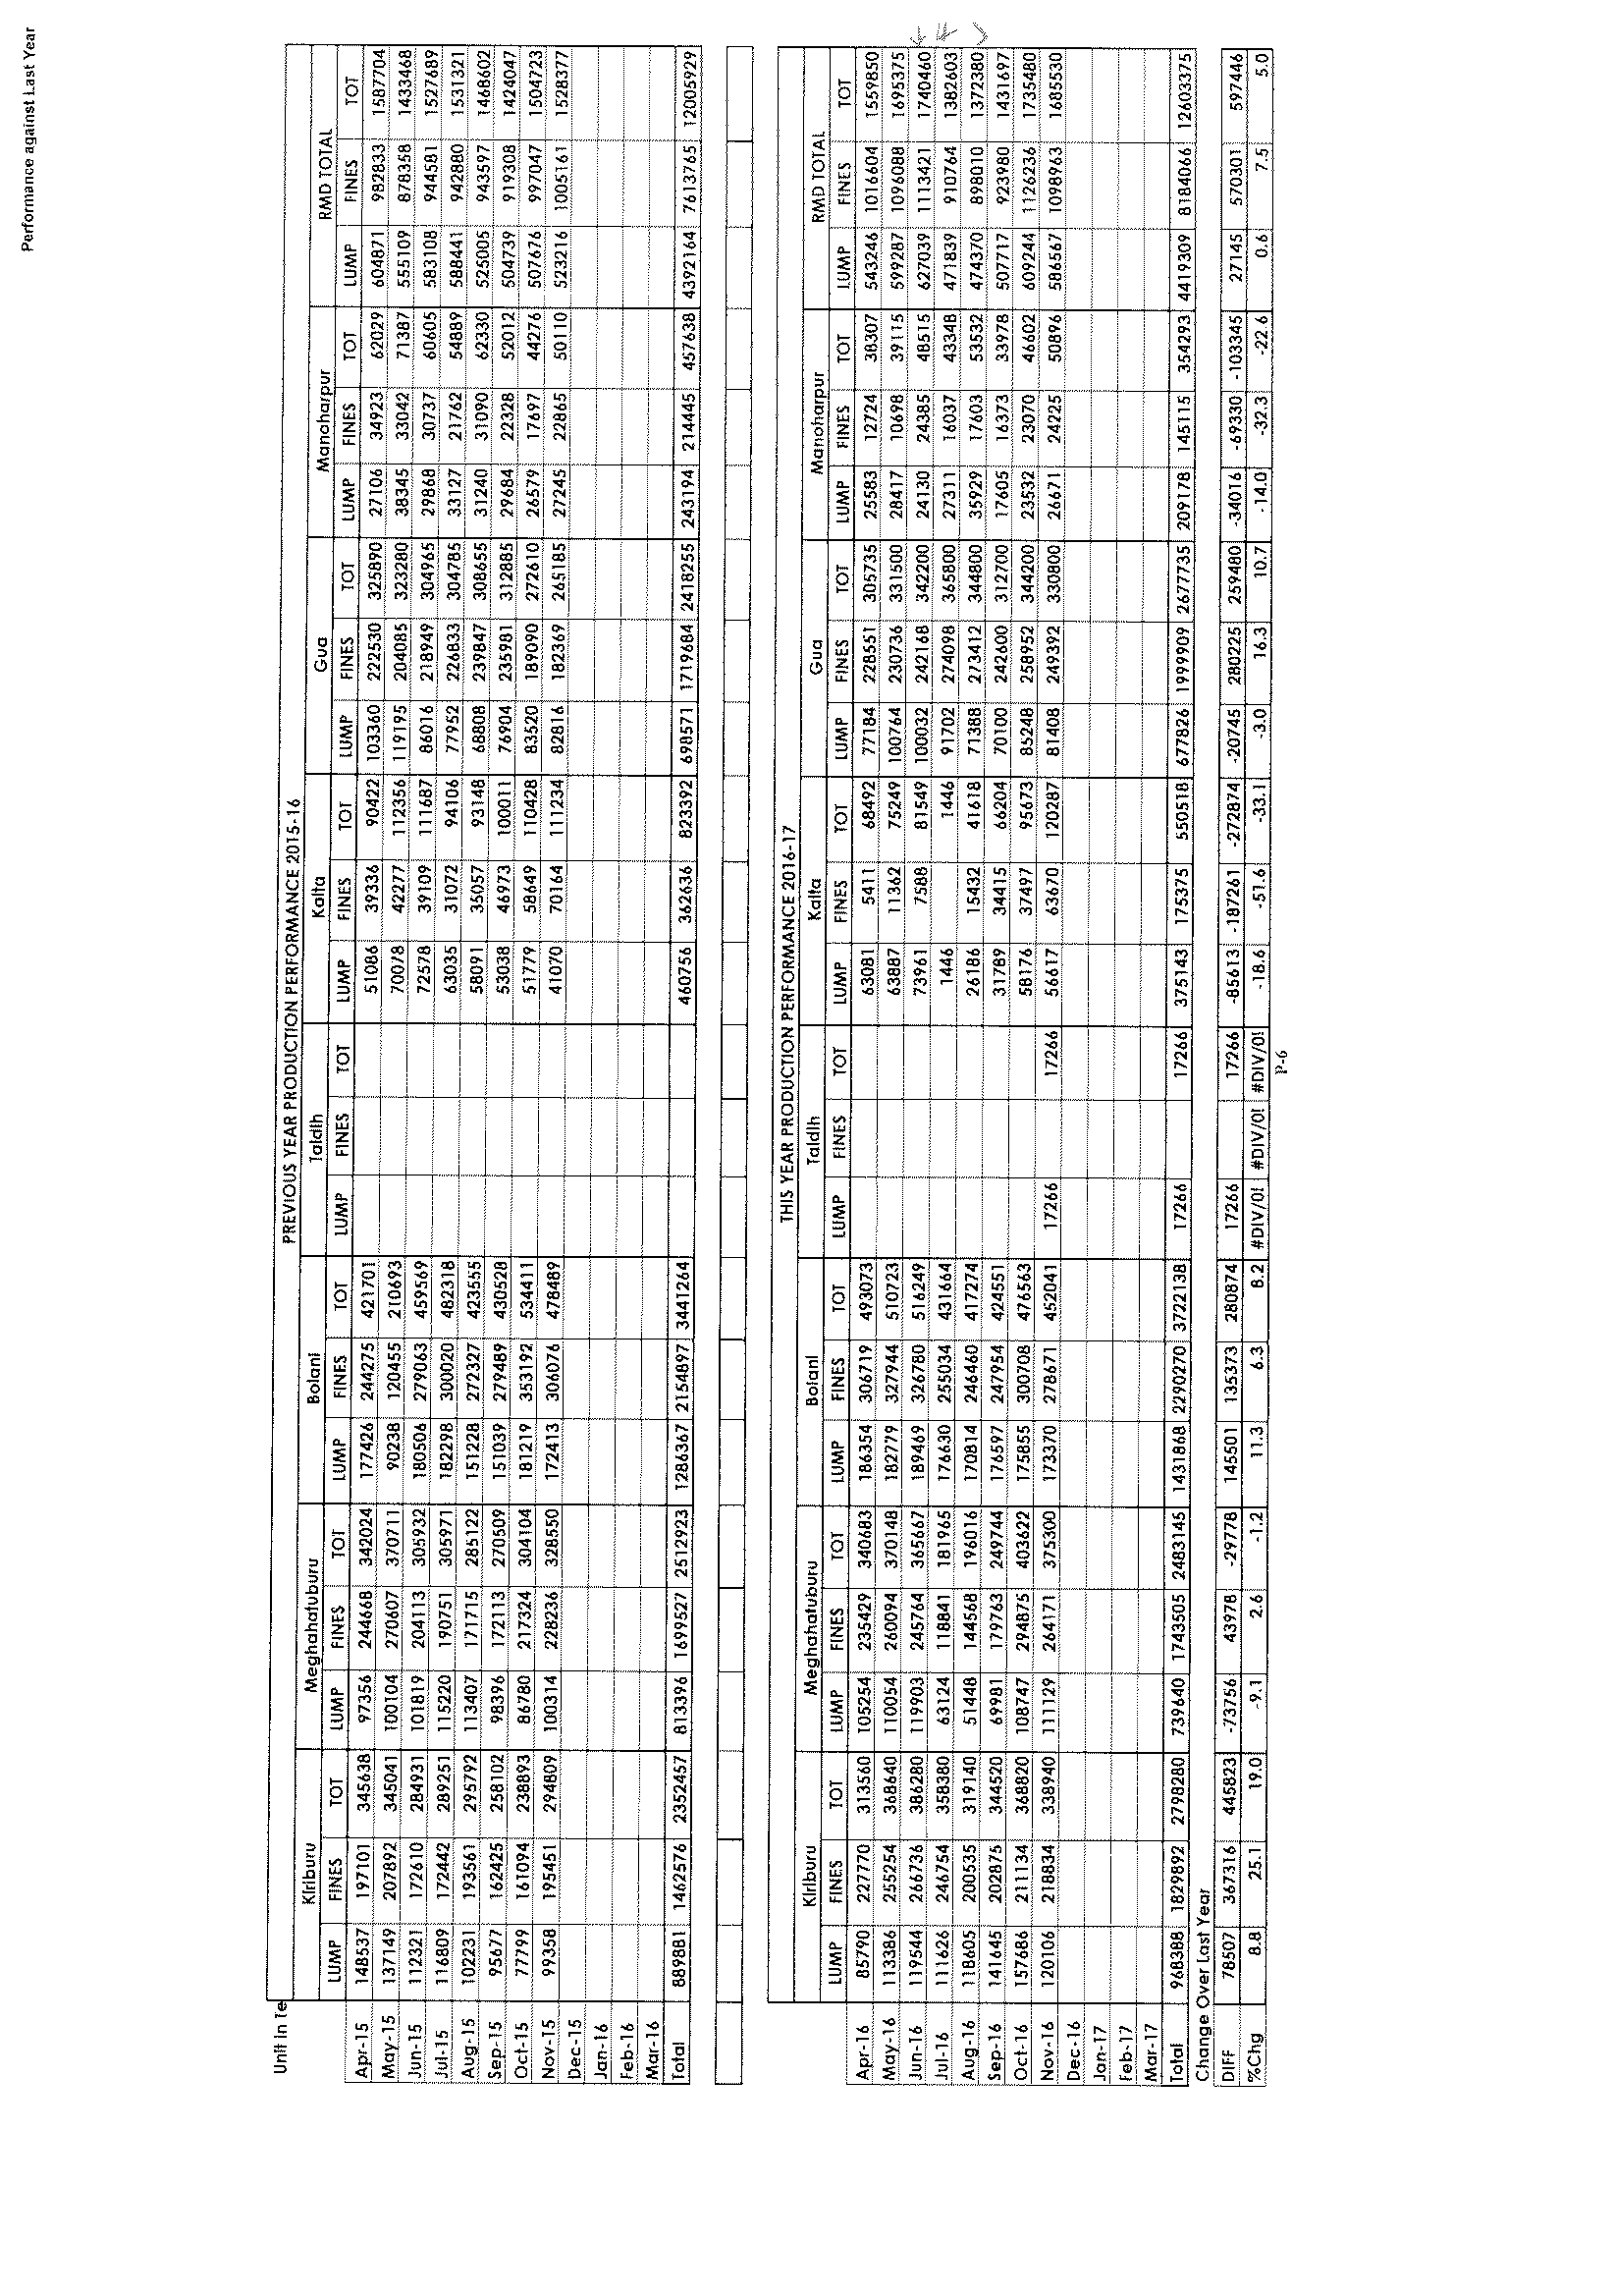 Performance against Last Year
Unit in Te
PREVIOUS YEAR PRODUCTION PERFORMANCE 2015-16
Kiriburu Meghahatuburu Bolani Taldih Kalta Gua Manoharpur RMD TOTAL
LUMP FINES TOT LUMP FINES TOT LUMP FINES TOT LUMP FINES TOT LUMP FINES TOT LUMP FINES TOT LUMP FINES TOT LUMP FINES TOT
Apr-15 148537 197101 345638 97356 244668 342024 177426 244275 421701 51086 39336 90422 103360 222530 325890 27106 34923 62029 604871 982833 1587704
May-15 137149 207892 345041 100104 270607 370711 90238 120455 210693 70078 42277 112356 119195 204085 323280 38345 33042 71387 555109 878358 1433468
Jun-15 112321 172610 284931 101819 204113 305932 180506 279063 459569 72578 39109 111687 86016 218949 304965 29868 30737 60605 583108 944581 1527689
Jul-15 116809 172442 289251 115220 190751 305971 182298 300020 482318 63035 31072 94106 77952 226833 304785 33127 21762 54889 588441 942880 1531321
Aug-15 102231 193561 295792 113407 171715 285122 151228 272327 423555 58091 35057 93148 68808 239847 308655 31240 31090 62330 525005 943597 1468602
Sep-15 95677 162425 258102 98396 172113 270509 151039 279489 430528 53038 46973 100011 76904 235981 312885 29684 22328 52012 504739 919308 1424047
Oct-15 77799 161094 238893 86780 217324 304104 181219 353192 534411 51779 58649 110428 83520 189090 272610 26579 17697 44276 507676 997047 1504723
Nov-15 99358 195451 294809 100314 228236 328550 172413 306076 478489 41070 70164 111234 82816 182369 265185 27245 22865 50110 523216 1005161 1528377
Dec-15
Jan-16
Feb-16
Mar-16
Total 889881 1462576 2352457 813396 1699527 2512923 1286367 2154897 3441264 460756 362636 823392 698571 1719684 2418255 243194 214445 457638 4392164 7613765 12005929
THIS YEAR PRODUCTION PERFORMANCE 2016-17
Kiriburu Meghahatuburu Bolani Taldih Kalta Gua Manoharpur RMD TOTAL
LUMP FINES TOT LUMP FINES TOT LUMP FINES TOT LUMP FINES TOT LUMP FINES TOT LUMP FINES TOT LUMP FINES TOT LUMP FINES TOT
Apr-16 85790 227770 313560 105254 235429 340683 186354 306719 493073 63081 5411 68492 77184 228551 305735 25583 12724 38307 543246 1016604 1559850
May-16 113386 255254 368640 110054 260094 370148 182779 327944 510723 63887 11362 75249 100764 230736 331500 28417 10698 39115 599287 1096088 1695375
Jun-16 119544 266736 386280 119903 245764 365667 189469 326780 516249 73961 7588 81549 100032 242168 342200 24130 24385 48515 627039 1113421 1740460
Jul-16 111626 246754 358380 63124 118841 181965 176630 255034 431664 1446 1446 91702 274098 365800 27311 16037 43348 471839 910764 1382603
Aug-16 118605 200535 319140 51448 144568 196016 170814 246460 417274 26186 15432 41618 71388 273412 344800 35929 17603 53532 474370 898010 1372380
Sep-16 141645 202875 344520 69981 179763 249744 176597 247954 424551 31789 34415 66204 70100 242600 312700 17605 16373 33978 507717 923980 1431697
Oct-16 157686 211134 368820 108747 294875 403622 175855 300708 476563 58176 37497 95673 85248 258952 344200 23532 23070 46602 609244 1126236 1735480
Nov-16 120106 218834 338940 111129 264171 375300 173370 278671 452041 17266 17266 56617 63670 120287 81408 249392 330800 26671 24225 50896 586567 1098963 1685530
Dec-16
Jan-17
Feb-17
Mar-17
Total 968388 1829892 2798280 739640 1743505 2483145 1431868 2290270 3722138 17266 17266 375143 175375 550518 677826 1999909 2677735 209178 145115 354293 4419309 8184066 12603375
Change Over Last Year
DIFF 78507 367316 445823 -73756 43978 -29778 145501 135373 280874 17266 17266 -85613 -187261 -272874 -20745 280225 259480 -34016 -69330 -103345 27145 570301 597446
%Chg 8.8 25.1 19.0 -9.1 2.6 -1.2 11.3 6.3 8.2 #DIV/0! #DIV/0! #DIV/0! -18.6 -51.6 -33.1 -3.0 16.3 10.7 -14.0 -32.3 -22.6 0.6 7.5 5.0
P-6